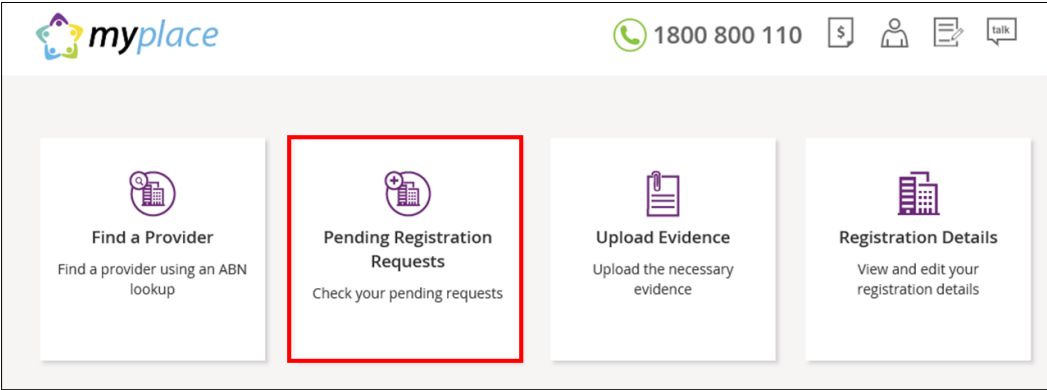 myplace
1800 800 110
$
talk
Find a Provider
Find a provider using an ABN
lookup
Pending Registration
Requests
Check your pending requests
Upload Evidence
Upload the necessary
evidence
Registration Details
View and edit your
registration details